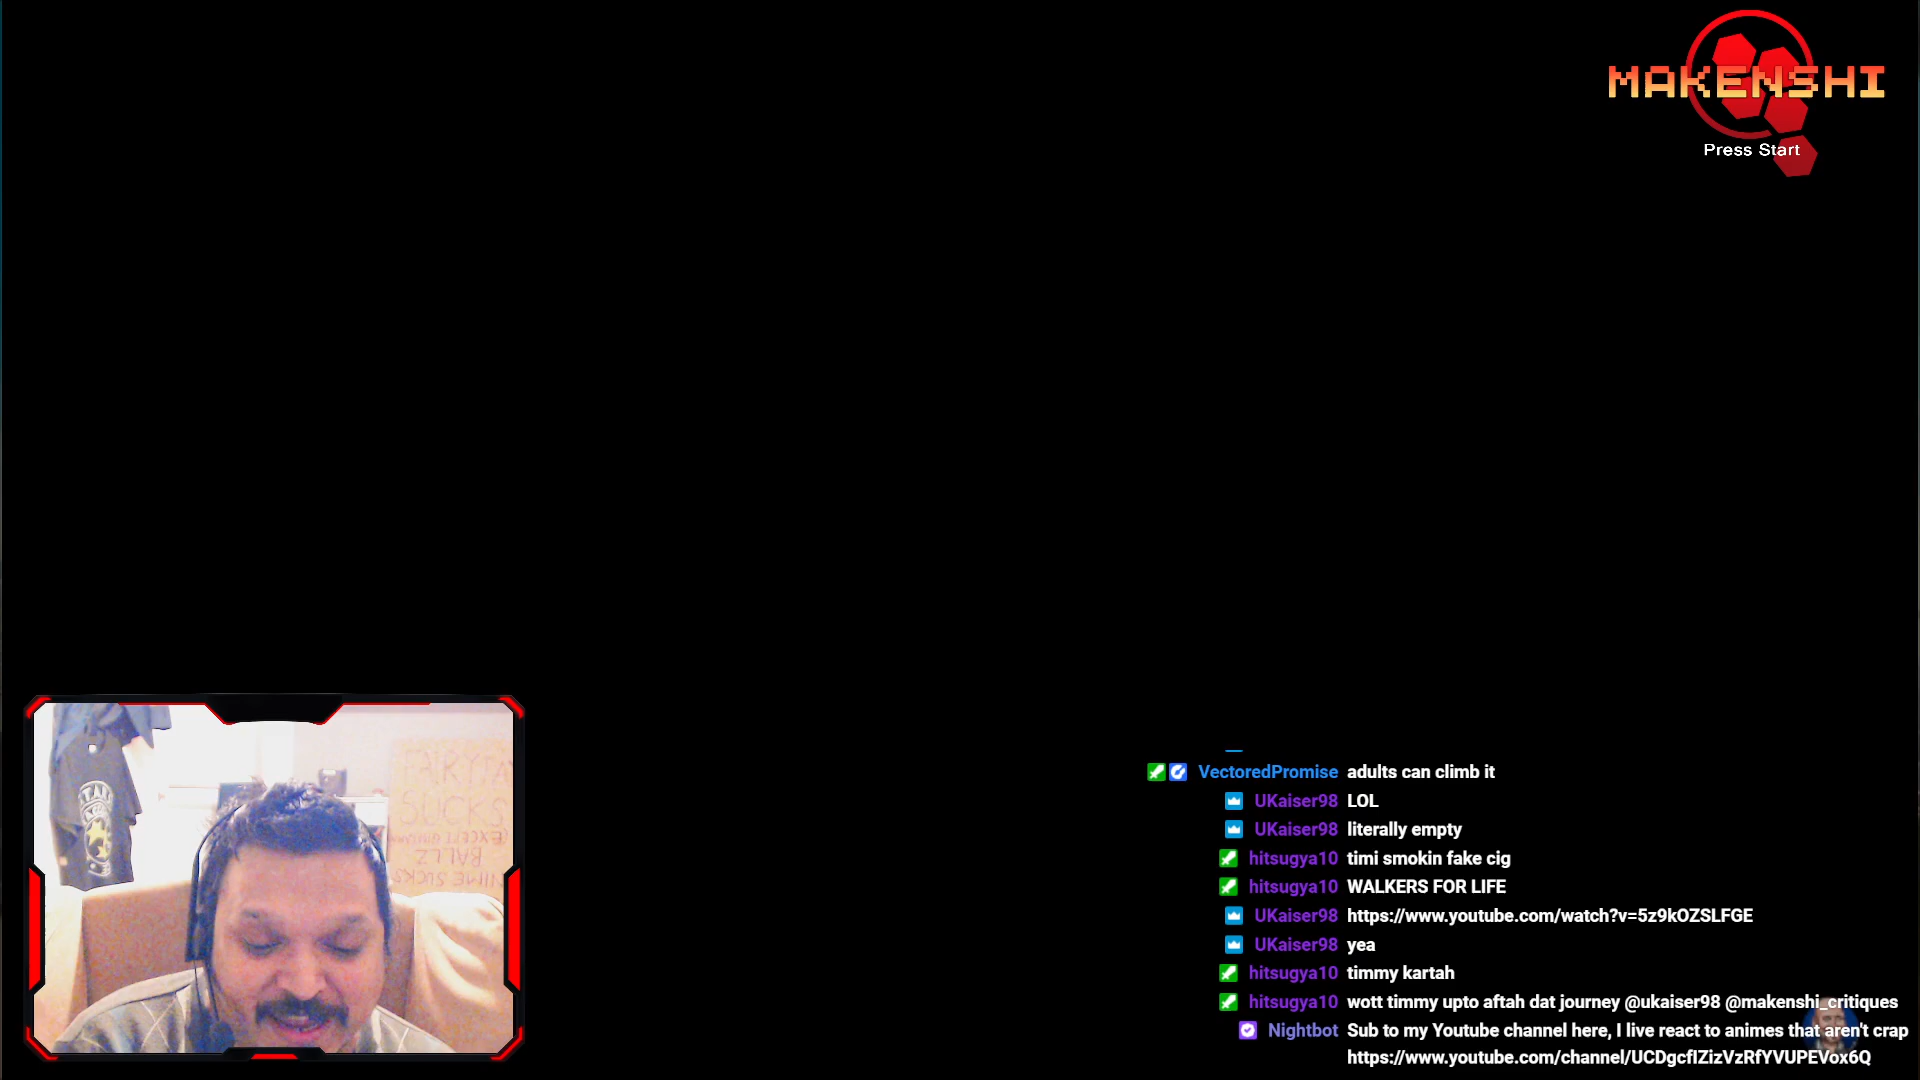 MAKENSHI
Press Start
FAIRYTA
SUCKS
BALLZ
VectoredPromise adults can climb it
UKaiser98 LOL
UKaiser98 literally empty
hitsugya10 timi smokin fake cig
hitsugya10 WALKERS FOR LIFE
UKaiser98 https://www.youtube.com/watch?v=5z9kOZSLFGE
UKaiser98 yea
hitsugya10 timmy kartah
hitsugya10 wott timmy upto aftah dat journey @ukaiser98 @makenshi_critiques
Nightbot Sub to my Youtube channel here, I live react to animes that aren't crap
https://www.youtube.com/channel/UCDgcfIZizVzRfYVUPEVox6Q